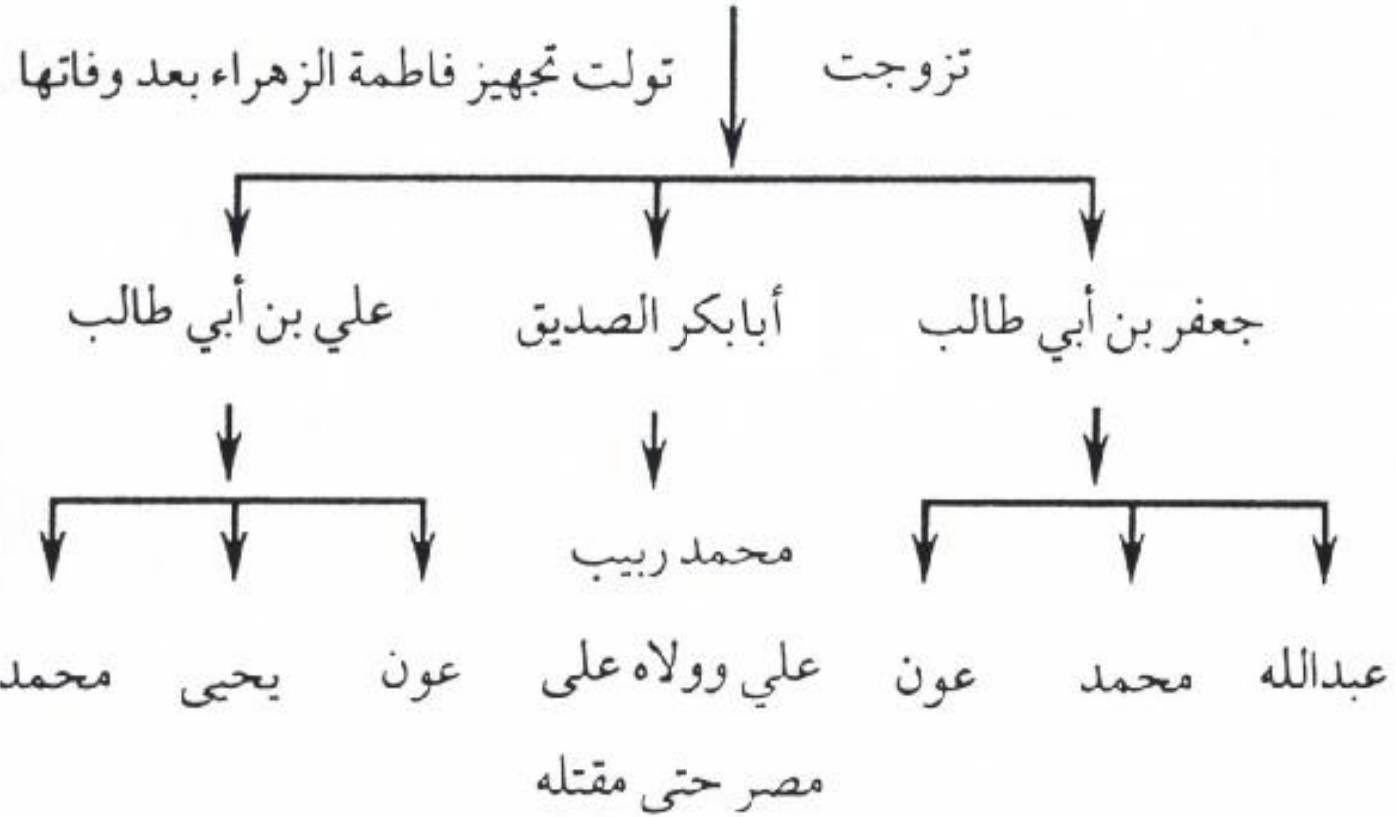 تزوجت
تولت تجهيز فاطمة الزهراء بعد وفاتها
جعفر بن أبي طالب
أبابكر الصديق
علي بن أبي طالب
محمد ربيب
علي وولاه على
مصر حتى مقتله
عبدالله
محمد
عون
عون
يحيى
محمد